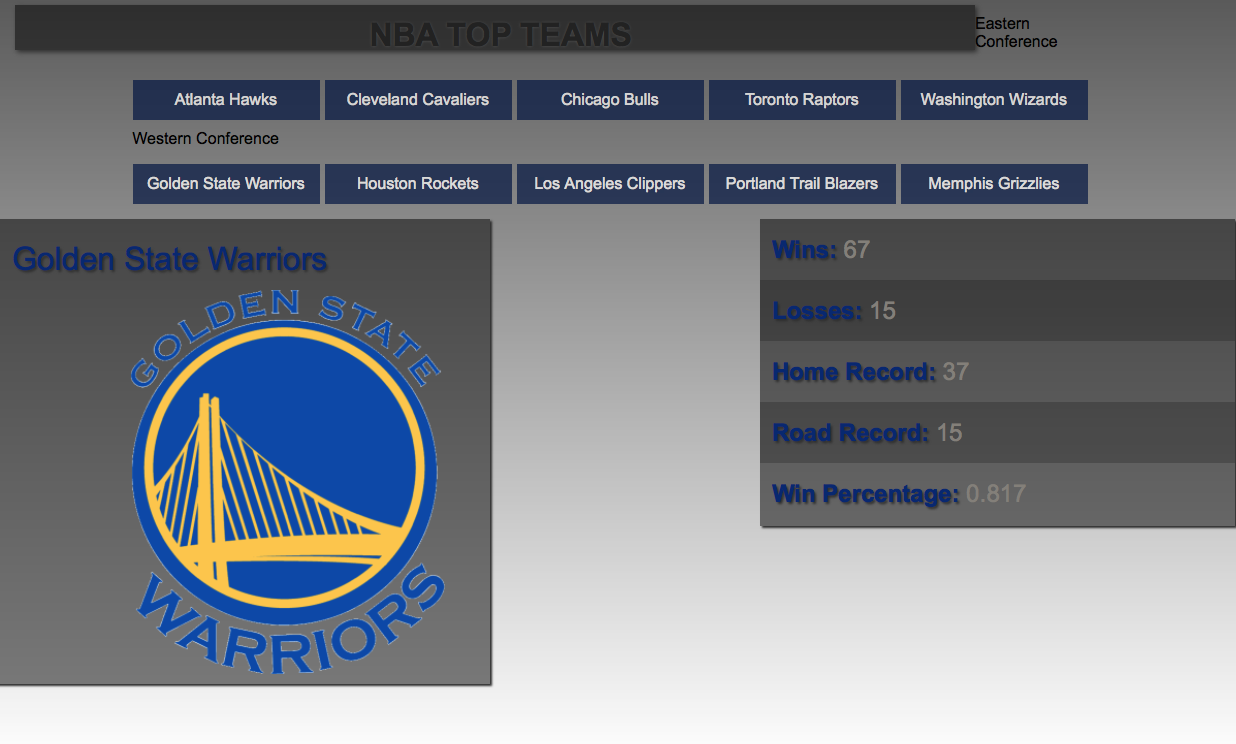 NBA TOP TEAMS
Eastern
Conference
Atlanta Hawks
Cleveland Cavaliers
Chicago Bulls
Toronto Raptors
Washington Wizards
Western Conference
Golden State Warriors
Houston Rockets
Los Angeles Clippers
Portland Trail Blazers
Memphis Grizzlies
Golden State Warriors
GOLDEN STATE
WARRIORS
Wins: 67
Losses: 15
Home Record: 37
Road Record: 15
Win Percentage: 0.817